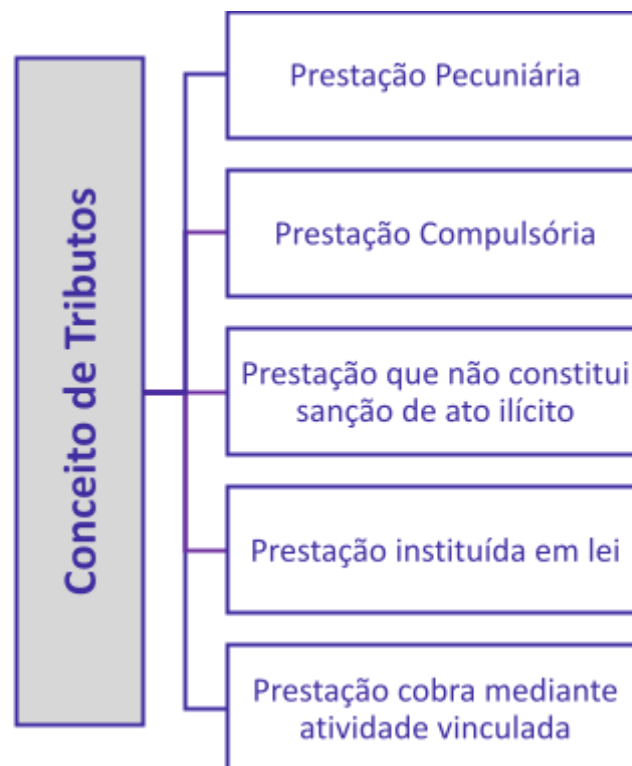 Conceito de Tributos
Prestação Pecuniária
Prestação Compulsória
Prestação que não constitui
sanção de ato ilícito
Prestação instituída em lei
Prestação cobra mediante
atividade vinculada